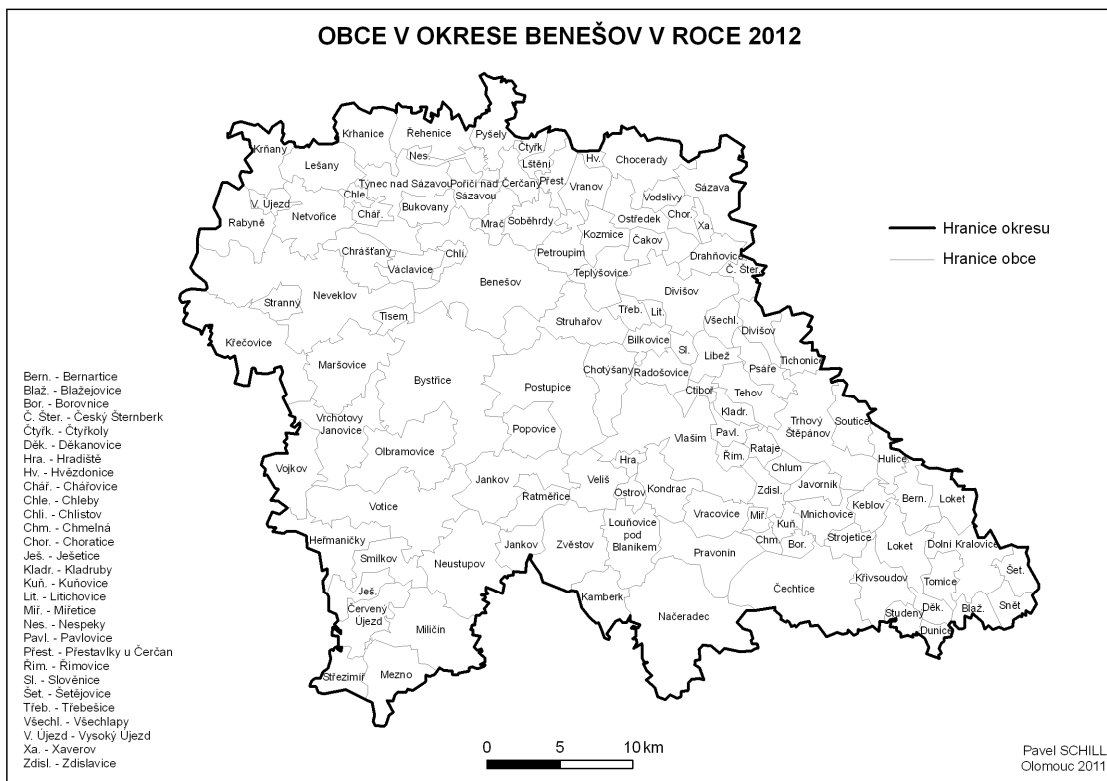 OBCE V OKRESE BENEŠOV V ROCE 2012
Krhanice
Řehenice
Pyšely
Krňany
Nes.
Čtyřk.
Lštění
Hv.
Chocerady
Lešany
Týnec nad Sázavou
Poříčí nad
Sázavou
Čerčany
Přest.
Vranov
Sázava
Chle.
Vodslivy
V. Újezd
Rabyně
Netvořice
Chář.
Bukovany
Mrač
Soběhrdy
Ostředek
Chor.
Xa.
Kozmice
Čakov
Chrášťany
Chli.
Petroupim
Drahňovice
Václavice
Benešov
Teplýšovice
Č. Šter.
Divišov
Stranny
Neveklov
Tisem
Struhařov
Třeb.
Lit.
Všechl.
Divišov
Křečovice
Bilkovice
Sl.
Libež
Tichonice
Maršovice
Bystřice
Postupice
Chotýšany
Radošovice
Psáře
Ctiboř
Tehov
Vrchotovy
Janovice
Popovice
Kladr.
Trhový
Štěpánov
Soutice
Vlašim
Pavl.
Olbramovice
Řím.
Rataje
Vojkov
Hra.
Chlum
Hulice
Jankov
Veliš
Kondrac
Zdisl.
Javorník
Ratměřice
Ostrov
Bern.
Loket
Votice
Keblov
Vracovice
Miř.
Mnichovice
Louňovice
pod
Blaníkem
Kuň.
Heřmaničky
Jankov
Zvěstov
Chm.
Bor.
Strojetice
Loket
Dolní Kralovice
Smilkov
Neustupov
Pravonín
Šet.
Křivsoudov
Tomice
Ješ.
Kamberk
Čechtice
Červený
Újezd
Načeradec
Studený
Děk.
Blaž.
Snět
Miličín
Dunice
Střezimíř
Mezno
Hranice okresu
Hranice obce
Bern. - Bernartice
Blaž. - Blažejovice
Bor. - Borovnice
Č. Šter. - Český Šternberk
Čtyřk. - Čtyřkoly
Děk. - Děkanovice
Hra. - Hradiště
Hv. - Hvězdonice
Chář. - Chářovice
Chle. - Chleby
Chli. - Chlístov
Chm. - Chmelná
Chor. - Choratice
Ješ. - Ješetice
Kladr. - Kladruby
Kuň. - Kuňovice
Lit. - Litichovice
Miř. - Miřetice
Nes. - Nespeky
Pavl. - Pavlovice
Přest. - Přestavlky u Čerčan
Řím. - Římovice
Sl. - Slověnice
Šet. - Šetějovice
Třeb. - Třebešice
Všechl. - Všechlapy
V. Újezd - Vysoký Újezd
Xa. - Xaverov
Zdisl. - Zdislavice
0 5 10 km
Pavel SCHILL
Olomouc 2011